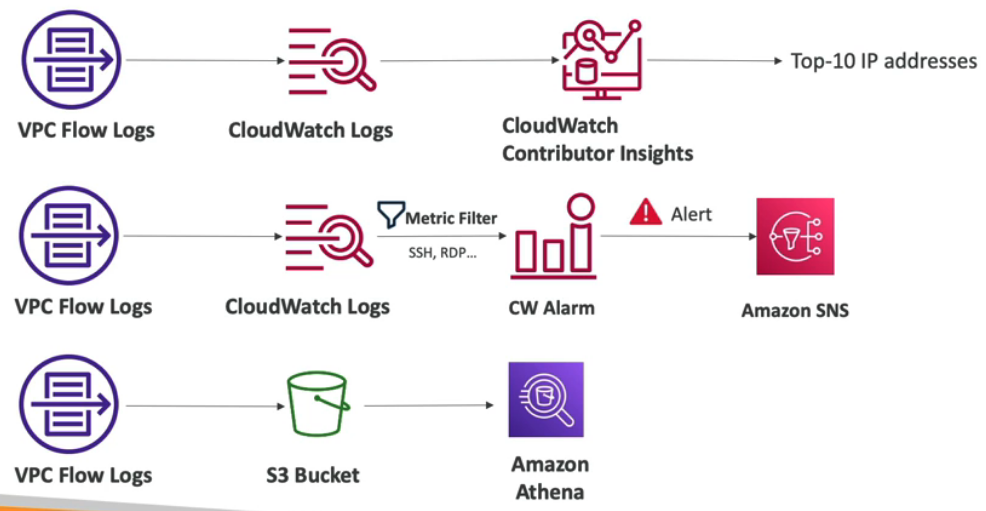 VPC Flow Logs
CloudWatch Logs
CloudWatch
Contributor Insights
Top-10 IP addresses
VPC Flow Logs
CloudWatch Logs
Metric Filter
SSH, RDP...
CW Alarm
Alert
Amazon SNS
VPC Flow Logs
S3 Bucket
Amazon
Athena